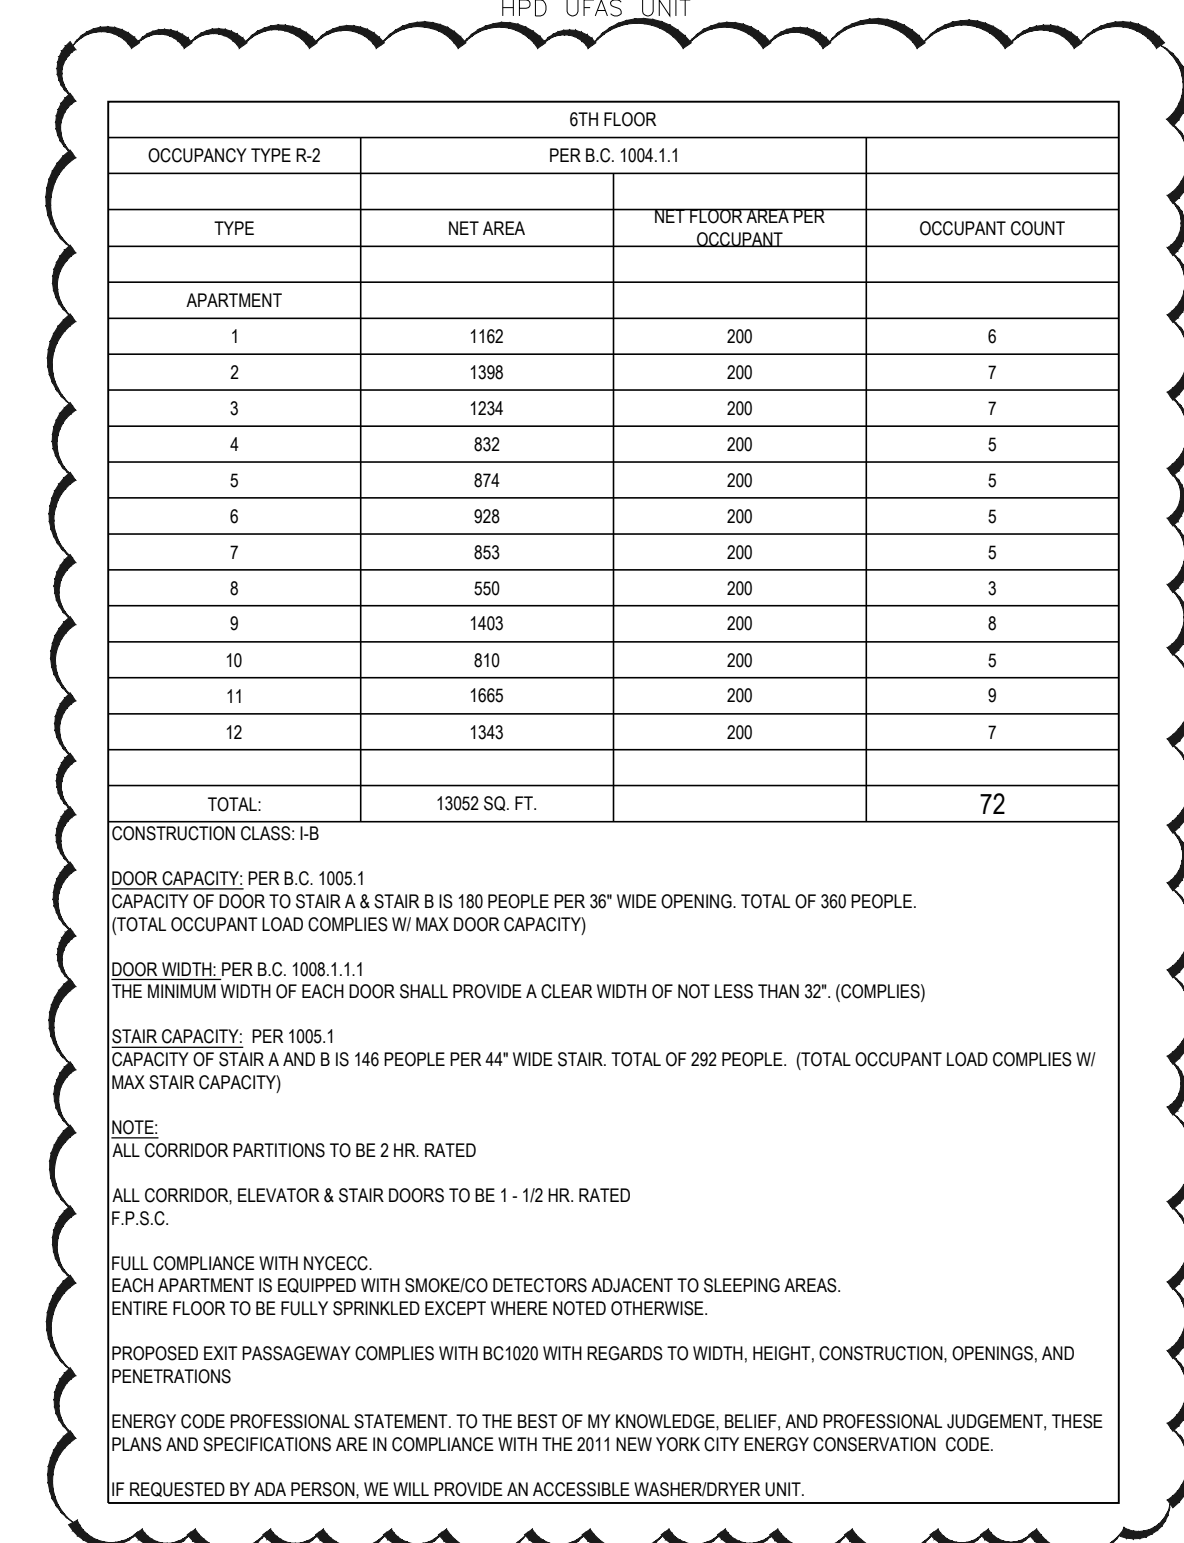 HPD UFAS UNIT
6TH FLOOR
OCCUPANCY TYPE R-2 PER B.C. 1004.1.1
TYPE NET AREA NET FLOOR AREA PER OCCUPANT OCCUPANT COUNT
APARTMENT
1 1162 200 6
2 1398 200 7
3 1234 200 7
4 832 200 5
5 874 200 5
6 928 200 5
7 853 200 5
8 550 200 3
9 1403 200 8
10 810 200 5
11 1665 200 9
12 1343 200 7
TOTAL: 13052 SQ. FT. 72
CONSTRUCTION CLASS: I-B
DOOR CAPACITY: PER B.C. 1005.1
CAPACITY OF DOOR TO STAIR A & STAIR B IS 180 PEOPLE PER 36" WIDE OPENING. TOTAL OF 360 PEOPLE.
(TOTAL OCCUPANT LOAD COMPLIES W/ MAX DOOR CAPACITY)
DOOR WIDTH: PER B.C. 1008.1.1.1
THE MINIMUM WIDTH OF EACH DOOR SHALL PROVIDE A CLEAR WIDTH OF NOT LESS THAN 32". (COMPLIES)
STAIR CAPACITY: PER 1005.1
CAPACITY OF STAIR A AND B IS 146 PEOPLE PER 44" WIDE STAIR. TOTAL OF 292 PEOPLE. (TOTAL OCCUPANT LOAD COMPLIES W/
MAX STAIR CAPACITY)
NOTE:
ALL CORRIDOR PARTITIONS TO BE 2 HR. RATED
ALL CORRIDOR, ELEVATOR & STAIR DOORS TO BE 1 - 1/2 HR. RATED
F.P.S.C.
FULL COMPLIANCE WITH NYCECC.
EACH APARTMENT IS EQUIPPED WITH SMOKE/CO DETECTORS ADJACENT TO SLEEPING AREAS.
ENTIRE FLOOR TO BE FULLY SPRINKLED EXCEPT WHERE NOTED OTHERWISE.
PROPOSED EXIT PASSAGEWAY COMPLIES WITH BC1020 WITH REGARDS TO WIDTH, HEIGHT, CONSTRUCTION, OPENINGS, AND
PENETRATIONS
ENERGY CODE PROFESSIONAL STATEMENT. TO THE BEST OF MY KNOWLEDGE, BELIEF, AND PROFESSIONAL JUDGEMENT, THESE
PLANS AND SPECIFICATIONS ARE IN COMPLIANCE WITH THE 2011 NEW YORK CITY ENERGY CONSERVATION CODE.
IF REQUESTED BY ADA PERSON, WE WILL PROVIDE AN ACCESSIBLE WASHER/DRYER UNIT.